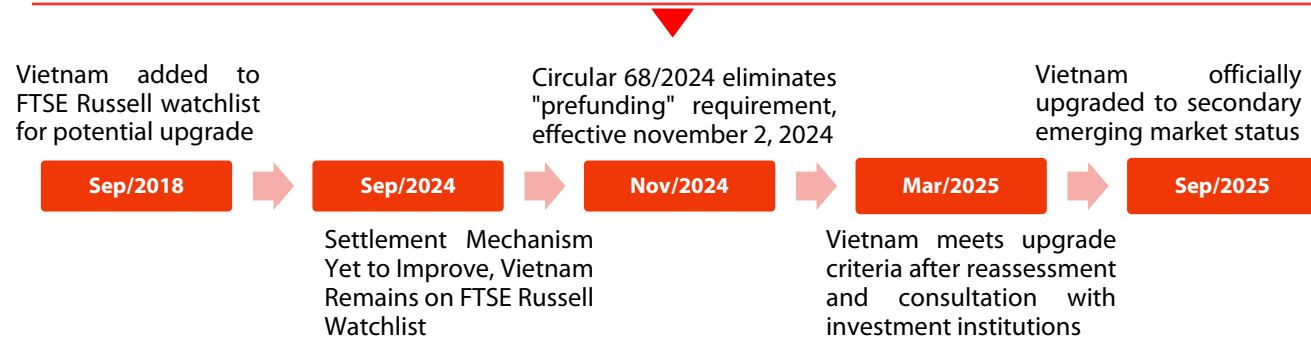 Vietnam added to
FTSE Russell watchlist
for potential upgrade
Circular 68/2024 eliminates
"prefunding" requirement,
effective november 2, 2024
Vietnam officially
upgraded to secondary
emerging market status
Sep/2018
Sep/2024
Nov/2024
Mar/2025
Sep/2025
Settlement Mechanism
Yet to Improve, Vietnam
Remains on FTSE Russell
Watchlist
Vietnam meets upgrade
criteria after reassessment
and consultation with
investment institutions